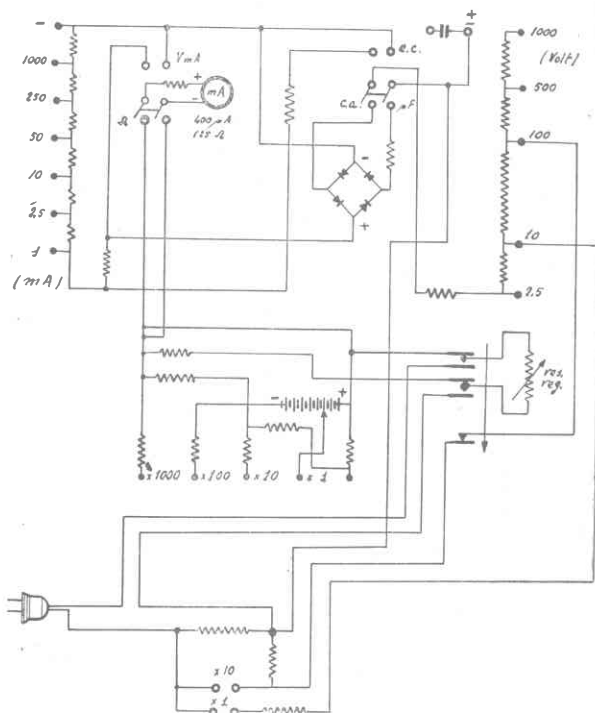 −
1000
250
50
10
2,5
1
(mA)
V mA
+
mA
−
Ω
400 µA
125 Ω
c.c.
c.a.
µF
−
+
±
1000
(Volt)
500
100
10
2.5
− +
res.
reg.
x 1000
x 100
x 10
x 1
x 10
x 1